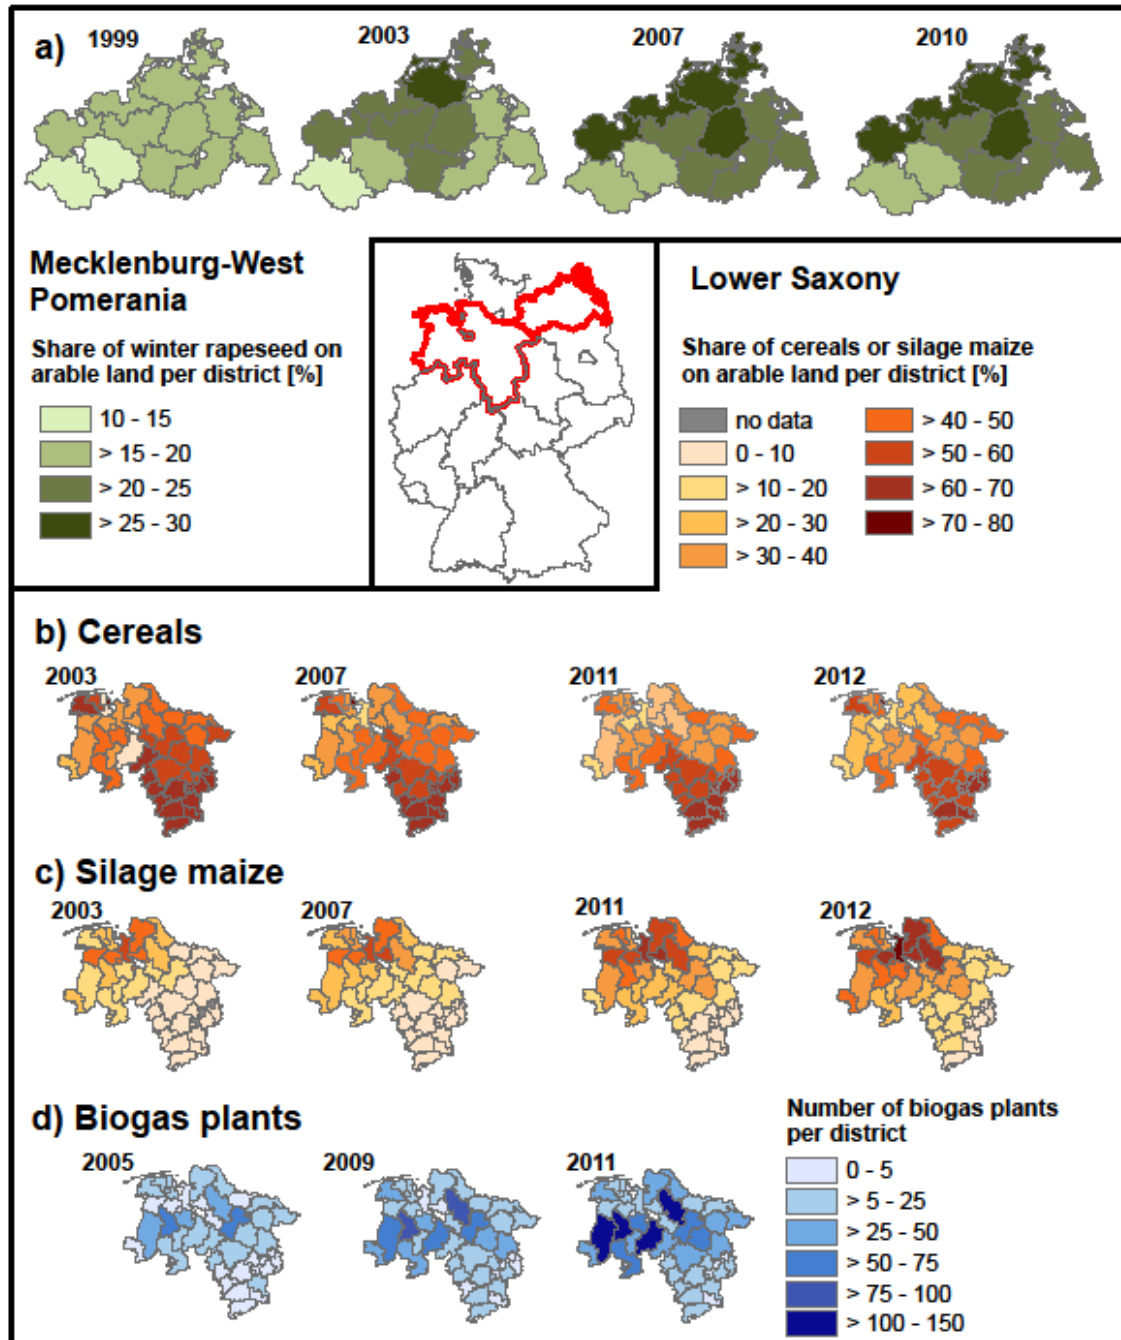 a)
1999
2003
2007
2010
Mecklenburg-West
Pomerania
Share of winter rapeseed on
arable land per district [%]
10 - 15
> 15 - 20
> 20 - 25
> 25 - 30
Lower Saxony
Share of cereals or silage maize
on arable land per district [%]
no data
0 - 10
> 10 - 20
> 20 - 30
> 30 - 40
> 40 - 50
> 50 - 60
> 60 - 70
> 70 - 80
b) Cereals
2003
2007
2011
2012
c) Silage maize
2003
2007
2011
2012
d) Biogas plants
2005
2009
2011
Number of biogas plants
per district
0 - 5
> 5 - 25
> 25 - 50
> 50 - 75
> 75 - 100
> 100 - 150